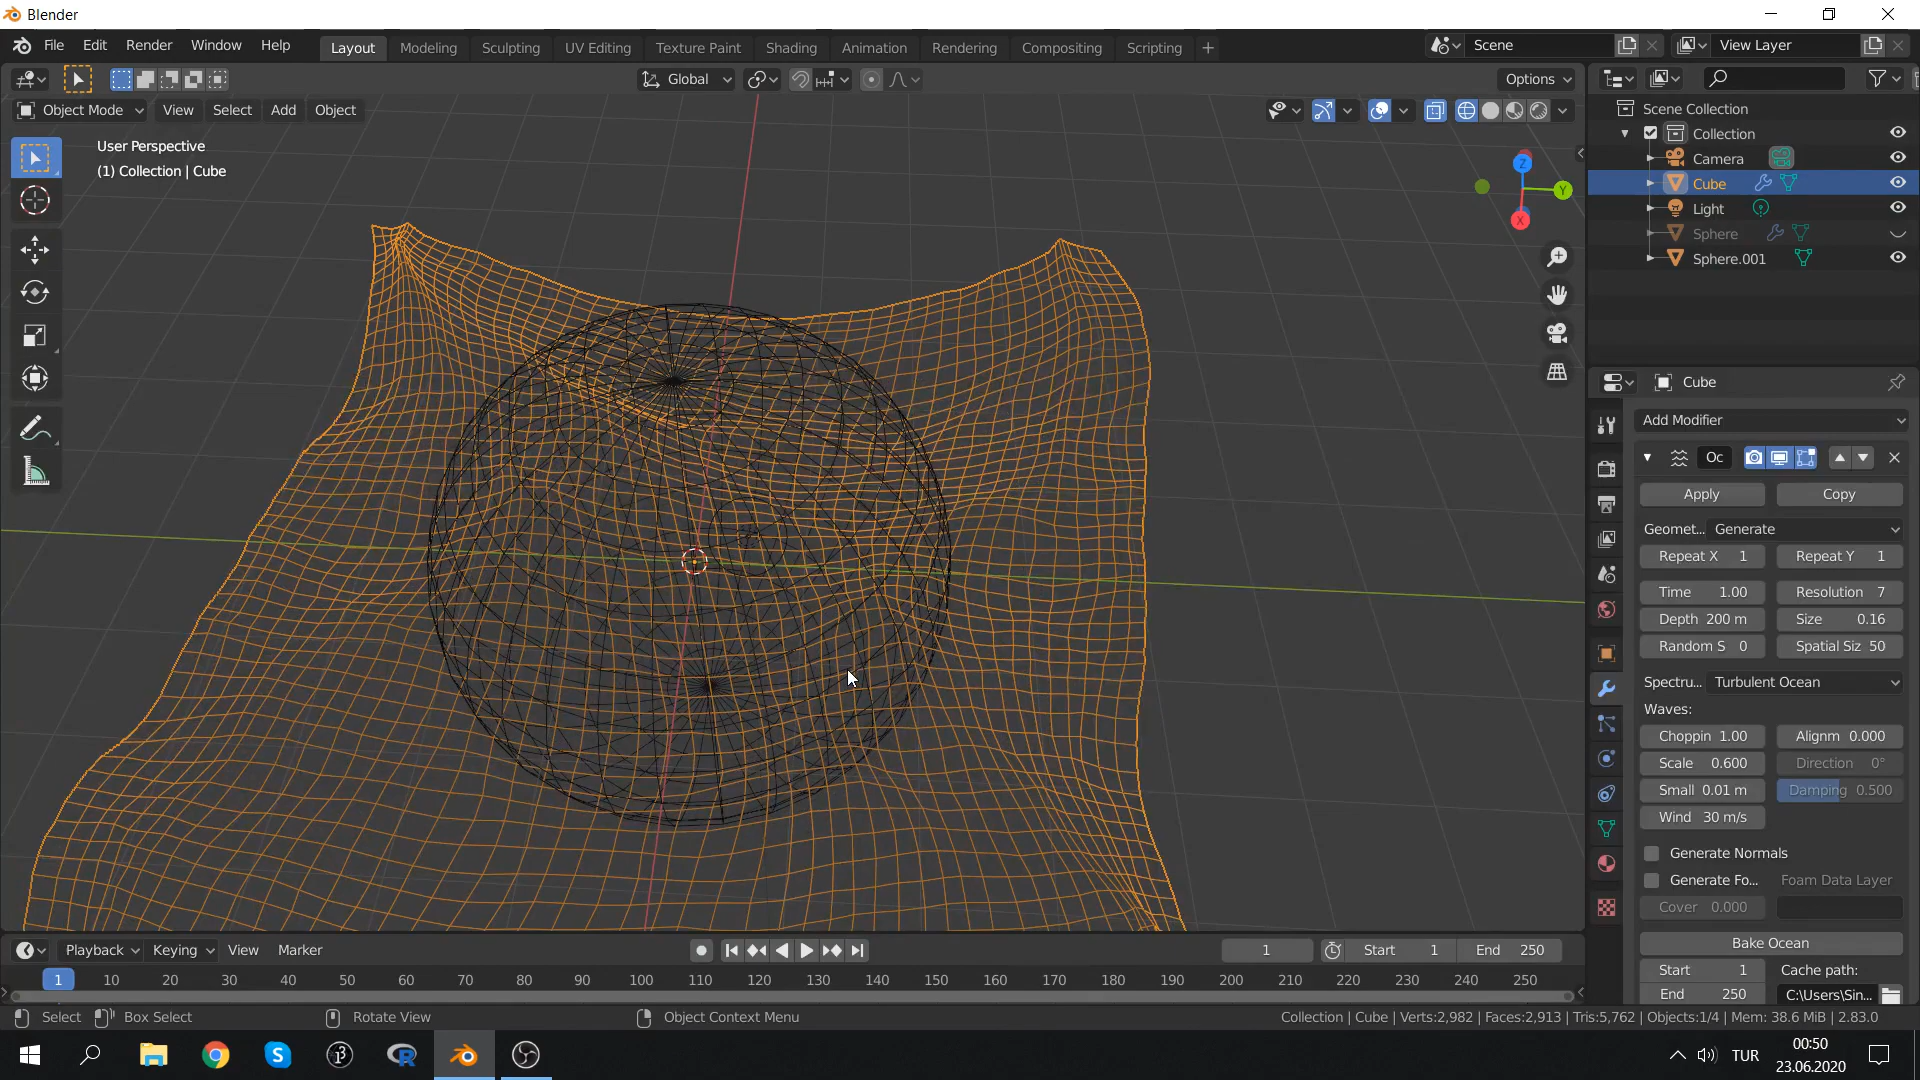 Blender
File Edit Render Window Help Layout Modeling Sculpting UV Editing Texture Paint Shading Animation Rendering Compositing Scripting + Scene View Layer
Global Options
Object Mode View Select Add Object
User Perspective
(1) Collection | Cube
Z
Y
X
Scene Collection
Collection
Camera
Cube
Light
Sphere
Sphere.001
Cube
Add Modifier
Oc
Apply Copy
Geomet... Generate
Repeat X 1 Repeat Y 1
Time 1.00 Resolution 7
Depth 200 m Size 0.16
Random S 0 Spatial Siz 50
Spectru... Turbulent Ocean
Waves:
Choppin 1.00 Alignm 0.000
Scale 0.600 Direction 0°
Small 0.01 m Damping 0.500
Wind 30 m/s
Generate Normals
Generate Fo... Foam Data Layer
Cover 0.000
Bake Ocean
Start 1 Cache path:
End 250 C:\Users\Sin...
Playback Keying View Marker 1 Start 1 End 250
1 10 20 30 40 50 60 70 80 90 100 110 120 130 140 150 160 170 180 190 200 210 220 230 240 250
Select Box Select Rotate View Object Context Menu Collection | Cube | Verts:2,982 | Faces:2,913 | Tris:5,762 | Objects:1/4 | Mem: 38.6 MiB | 2.83.0
TUR
00:50
23.06.2020